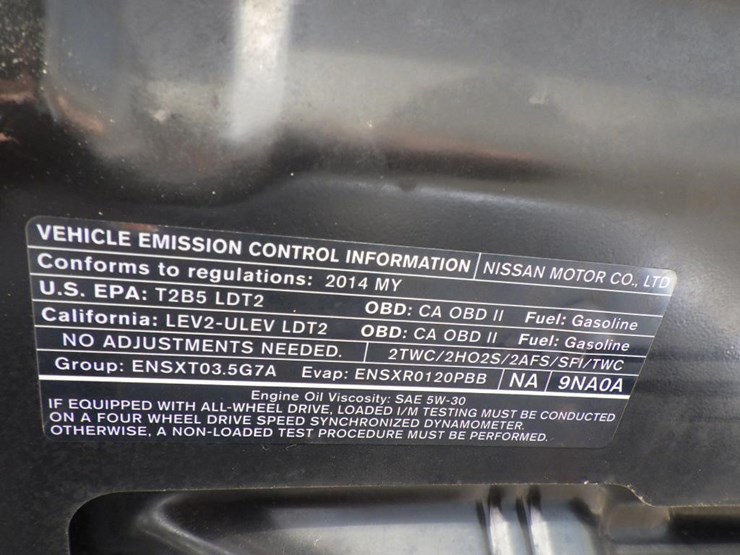 VEHICLE EMISSION CONTROL INFORMATION NISSAN MOTOR CO., LTD
Conforms to regulations: 2014 MY
U.S. EPA: T2B5 LDT2 OBD: CA OBD II Fuel: Gasoline
California: LEV2-ULEV LDT2 OBD: CA OBD II Fuel: Gasoline
NO ADJUSTMENTS NEEDED. 2TWC/2HO2S/2AFS/SFI/TWC
Group: ENSXT03.5G7A Evap: ENSXR0120PBB NA 9NA0A
Engine Oil Viscosity: SAE 5W-30
IF EQUIPPED WITH ALL-WHEEL DRIVE, LOADED I/M TESTING MUST BE CONDUCTED
ON A FOUR WHEEL DRIVE SPEED SYNCHRONIZED DYNAMOMETER.
OTHERWISE, A NON-LOADED TEST PROCEDURE MUST BE PERFORMED.